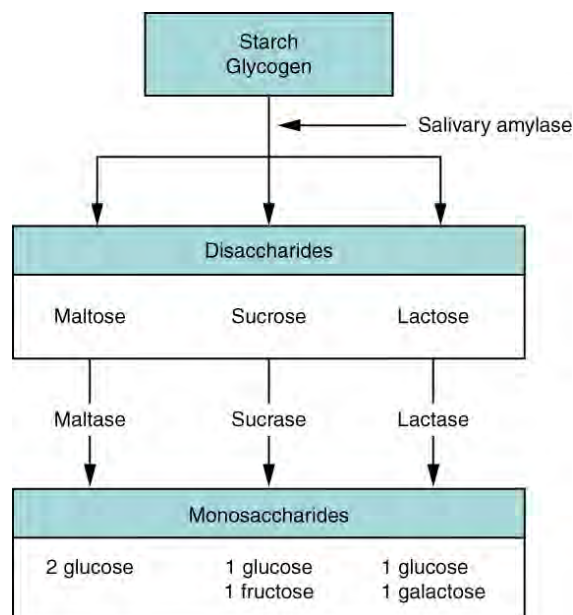 Starch
Glycogen
Salivary amylase
Disaccharides
Maltose Sucrose Lactose
Maltase Sucrase Lactase
Monosaccharides
2 glucose 1 glucose 1 glucose
1 fructose 1 galactose